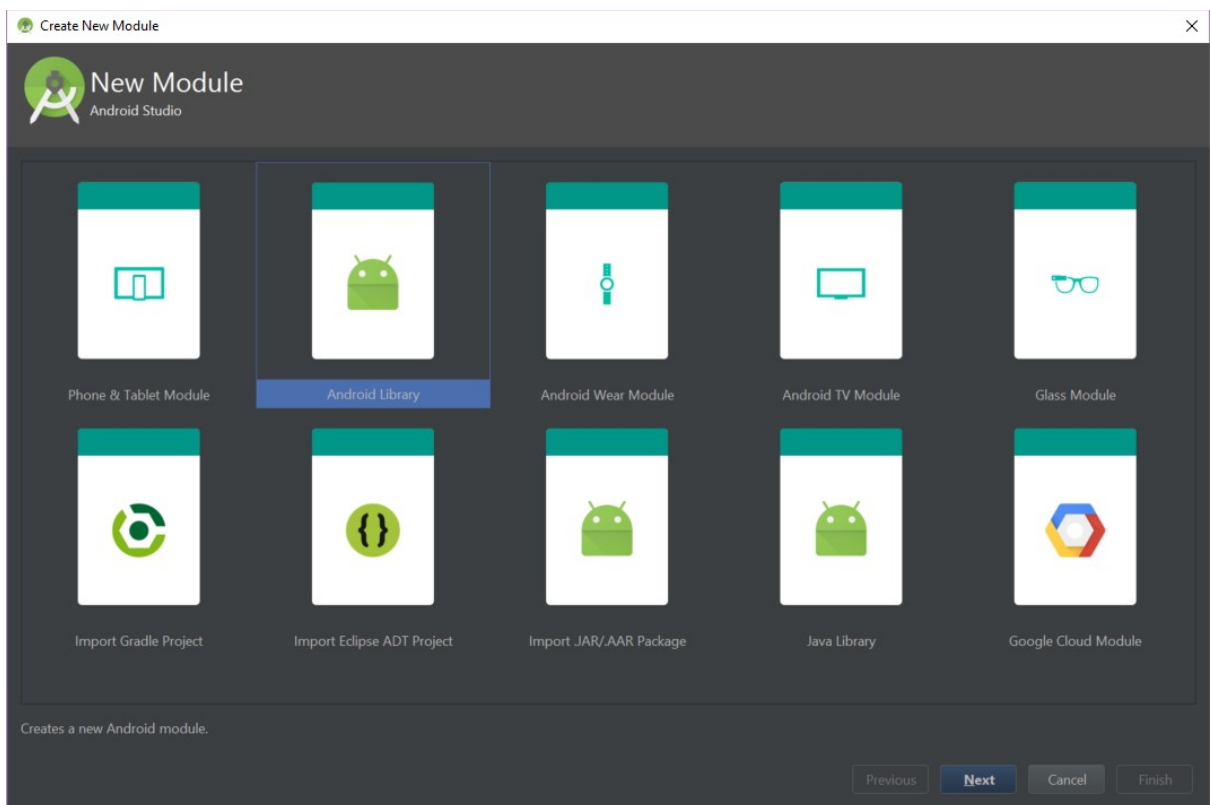 Create New Module
New Module
Android Studio
Phone & Tablet Module
Android Library
Android Wear Module
Android TV Module
Glass Module
{}
Import Gradle Project
Import Eclipse ADT Project
Import .JAR/.AAR Package
Java Library
Google Cloud Module
Creates a new Android module.
Previous
Next
Cancel
Finish